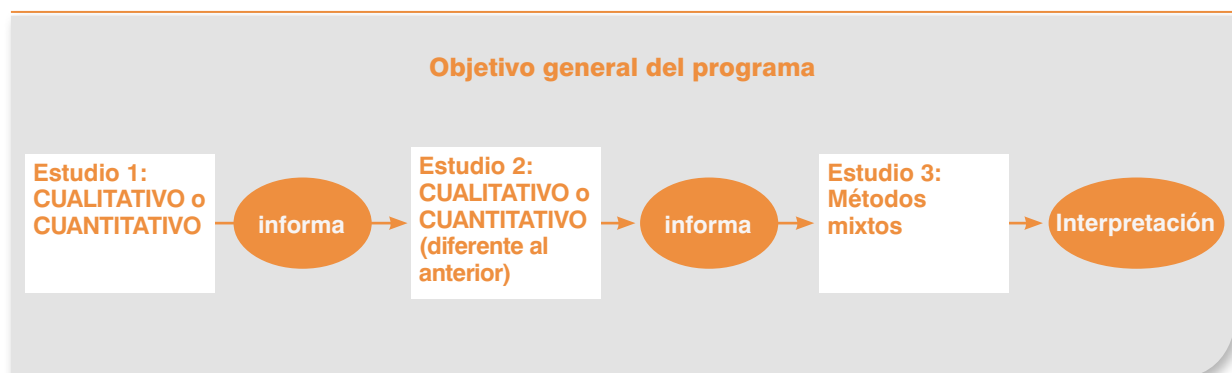 Objetivo general del programa
Estudio 1:
CUALITATIVO o
CUANTITATIVO
informa
Estudio 2:
CUALITATIVO o
CUANTITATIVO
(diferente al
anterior)
informa
Estudio 3:
Métodos
mixtos
Interpretación